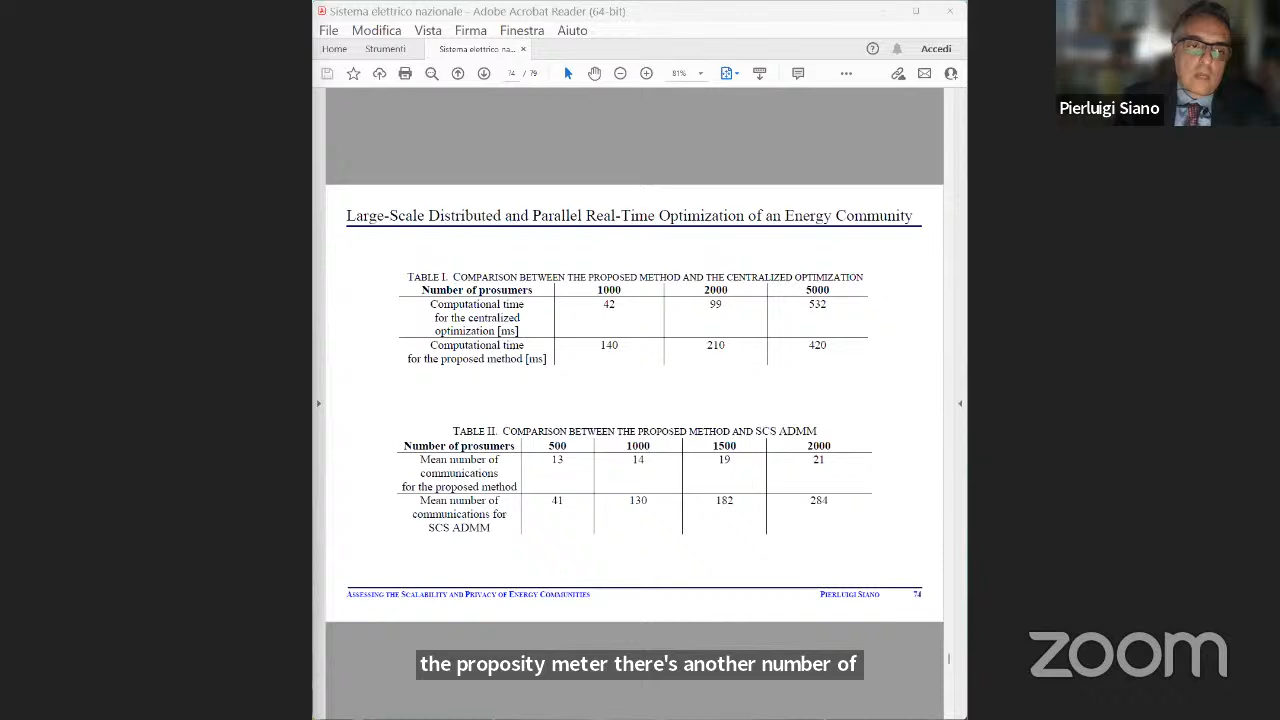 Sistema elettrico nazionale - Adobe Acrobat Reader (64-bit)
File Modifica Vista Firma Finestra Aiuto
Home Strumenti Sistema elettrico na... × Accedi
74 / 79 81%
Pierluigi Siano
Large-Scale Distributed and Parallel Real-Time Optimization of an Energy Community
TABLE I. COMPARISON BETWEEN THE PROPOSED METHOD AND THE CENTRALIZED OPTIMIZATION
Number of prosumers 1000 2000 5000
Computational time 42 99 532
for the centralized
optimization [ms]
Computational time 140 210 420
for the proposed method [ms]
TABLE II. COMPARISON BETWEEN THE PROPOSED METHOD AND SCS ADMM
Number of prosumers 500 1000 1500 2000
Mean number of 13 14 19 21
communications
for the proposed method
Mean number of 41 130 182 284
communications for
SCS ADMM
ASSESSING THE SCALABILITY AND PRIVACY OF ENERGY COMMUNITIES PIERLUIGI SIANO 74
the proposity meter there's another number of
zoom